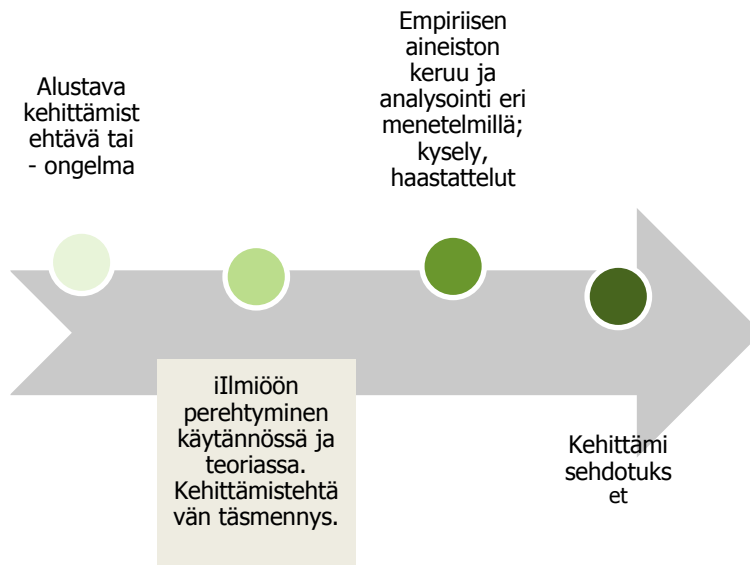 Alustava
kehittämist
ehtävä tai
- ongelma
iIlmiöön
perehtyminen
käytännössä ja
teoriassa.
Kehittämistehtä
vän täsmennys.
Empiirisen
aineiston
keruu ja
analysointi eri
menetelmillä;
kysely,
haastattelut
Kehittämi
sehdotuks
et